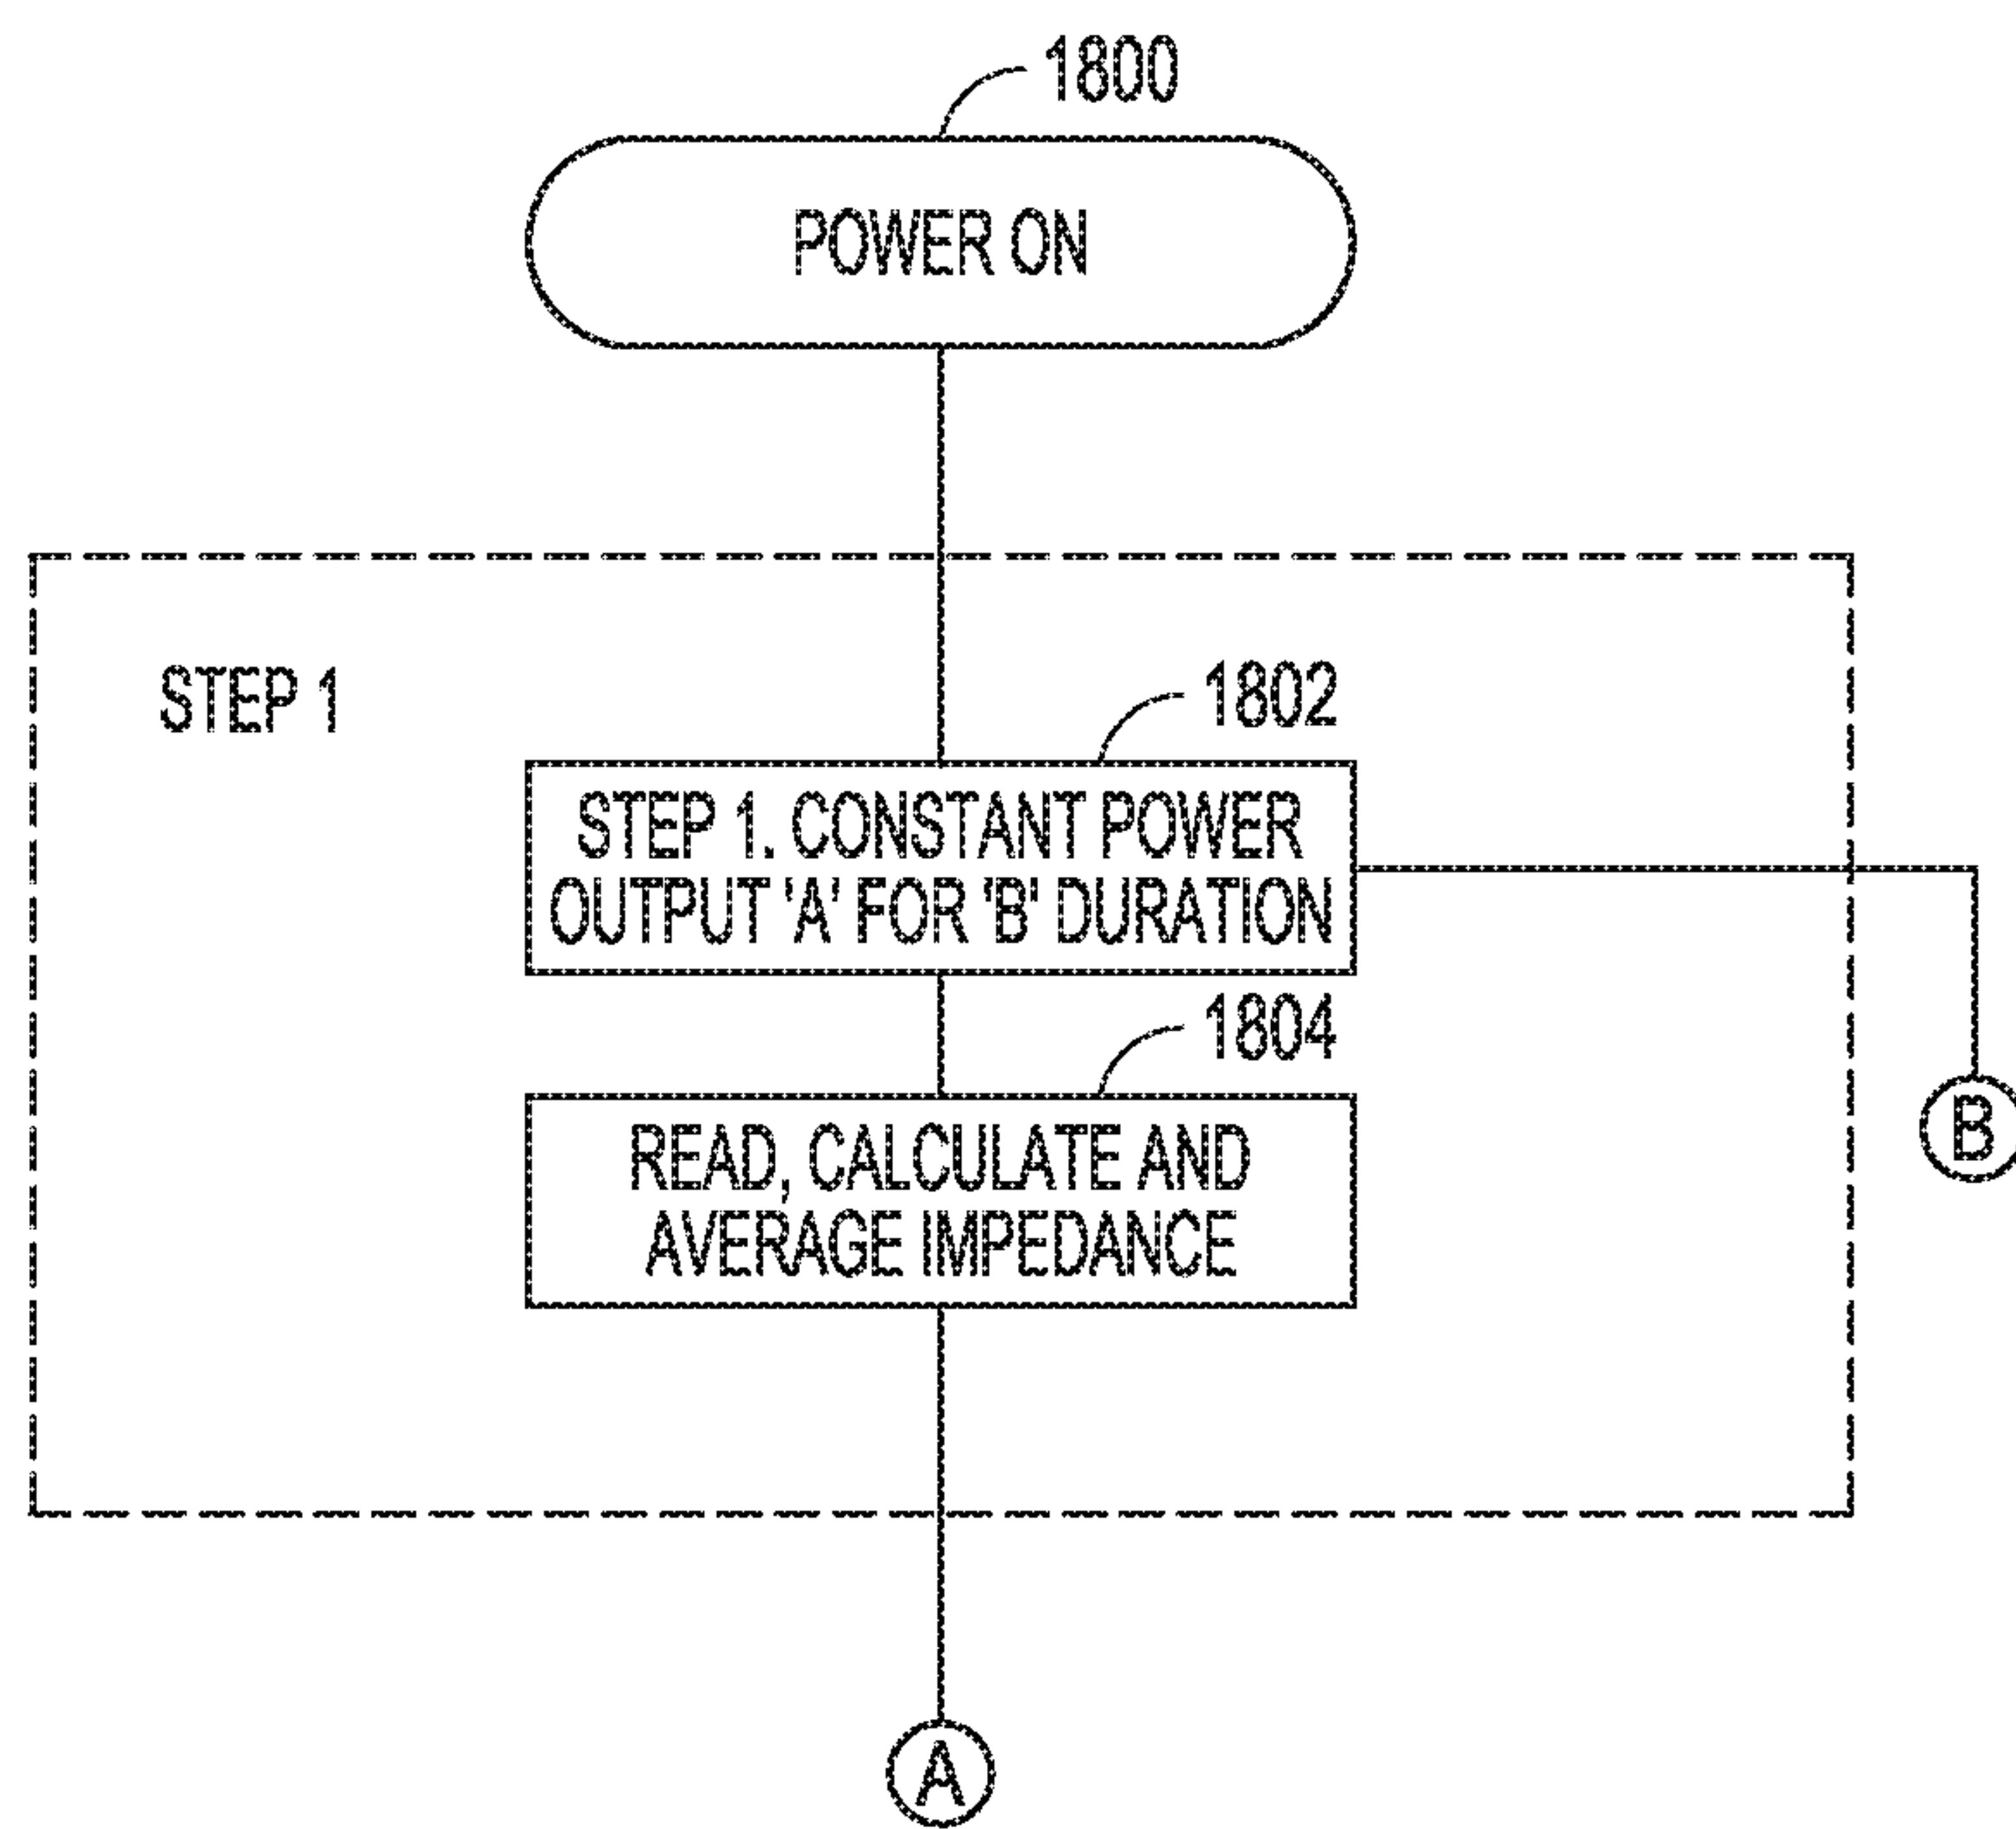 1800
POWER ON
STEP 1
1802
STEP 1. CONSTANT POWER
OUTPUT 'A' FOR 'B' DURATION
1804
READ, CALCULATE AND
AVERAGE IMPEDANCE
B
A